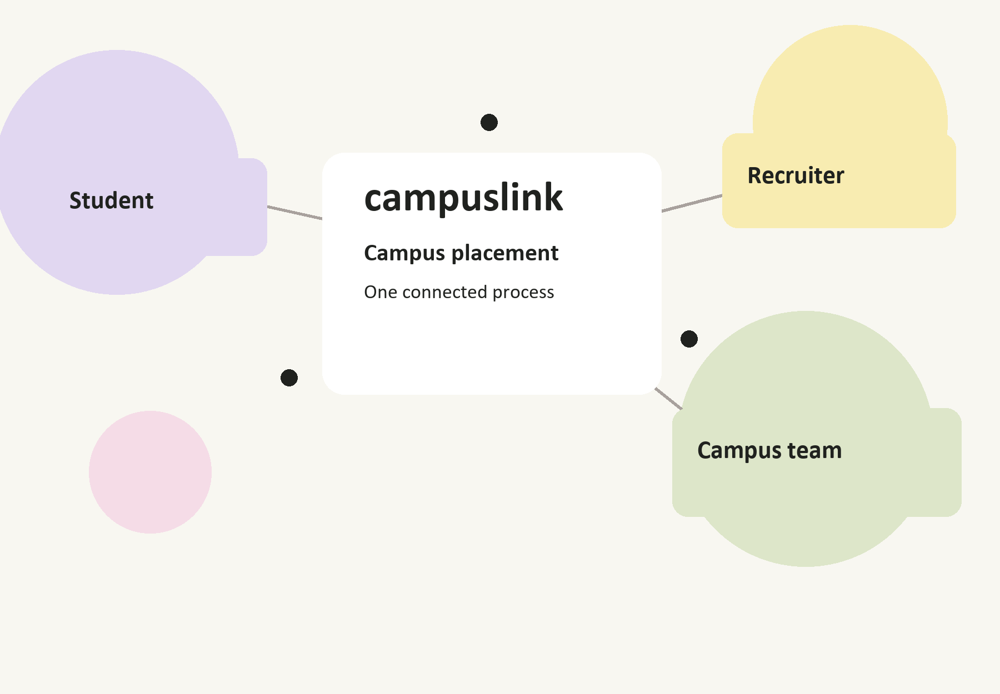 Student
campuslink
Campus placement
One connected process
Recruiter
Campus team